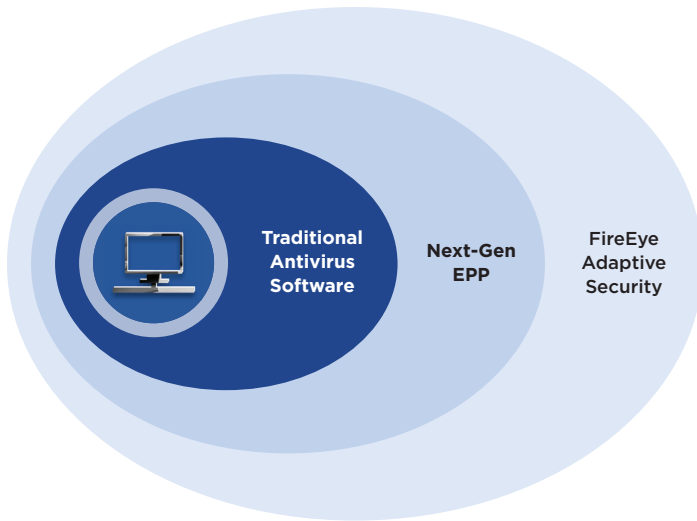 Traditional
Antivirus
Software
Next-Gen
EPP
FireEye
Adaptive
Security